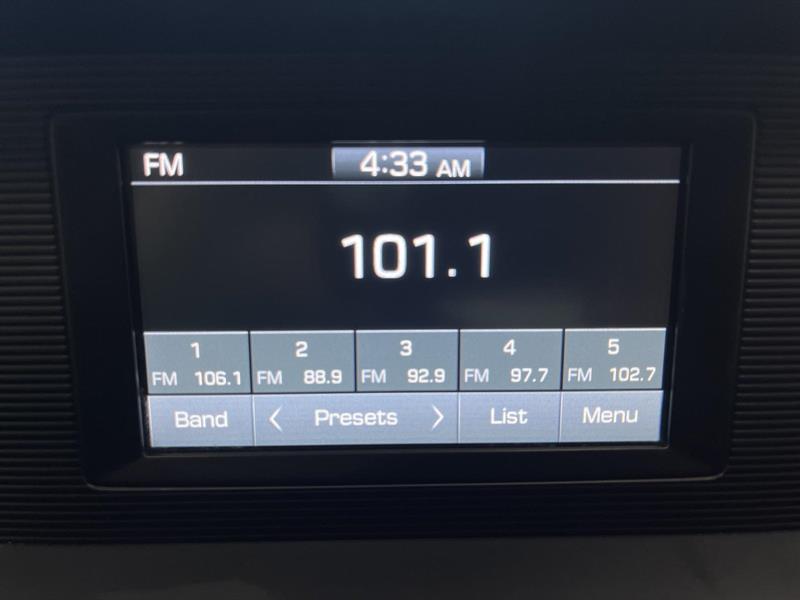 FM 4:33 AM
101.1
1 2 3 4 5
FM 106.1 FM 88.9 FM 92.9 FM 97.7 FM 102.7
Band < Presets > List Menu